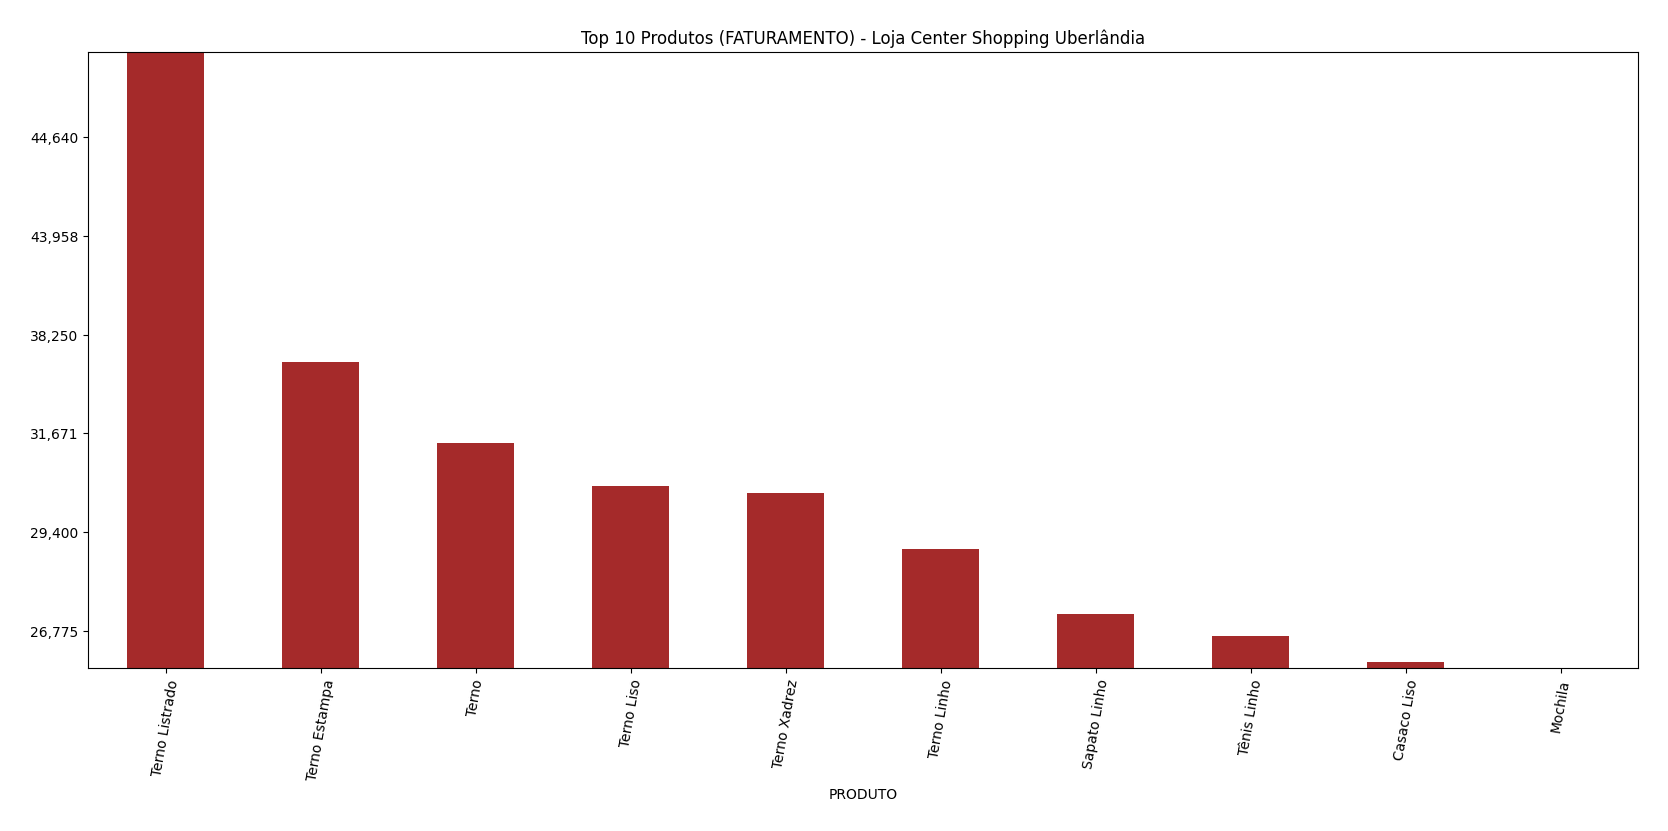 Top 10 Produtos (FATURAMENTO) - Loja Center Shopping Uberlândia
44,640
43,958
38,250
31,671
29,400
26,775
Terno Listrado
Terno Estampa
Terno
Terno Liso
Terno Xadrez
Terno Linho
Sapato Linho
Tênis Linho
Casaco Liso
Mochila
PRODUTO